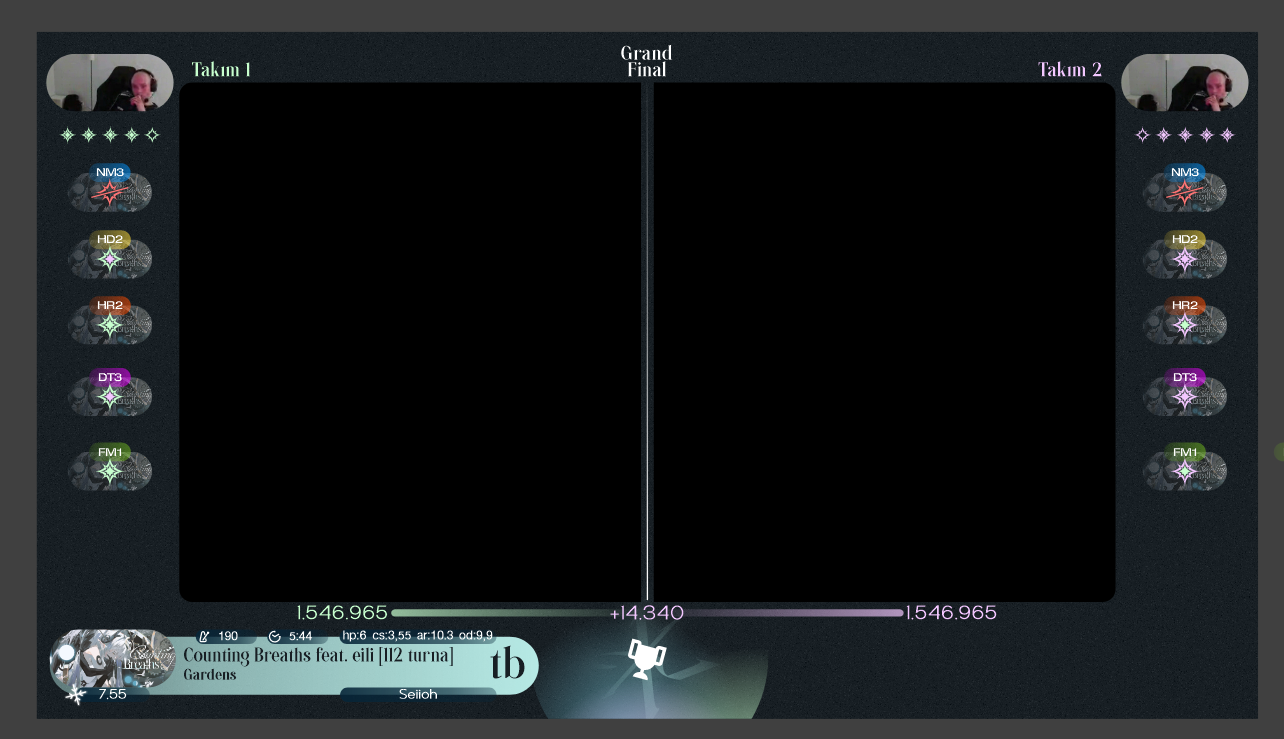 Grand
Final
Takım 1
Takım 2
NM3
HD2
HR2
DT3
FM1
NM3
HD2
HR2
DT3
FM1
1.546.965
+14.340
1.546.965
190
5:44
hp:6 cs:3,55 ar:10.3 od:9,9
Counting Breaths feat. eili [112 turna]
Gardens
tb
7.55
Seiioh